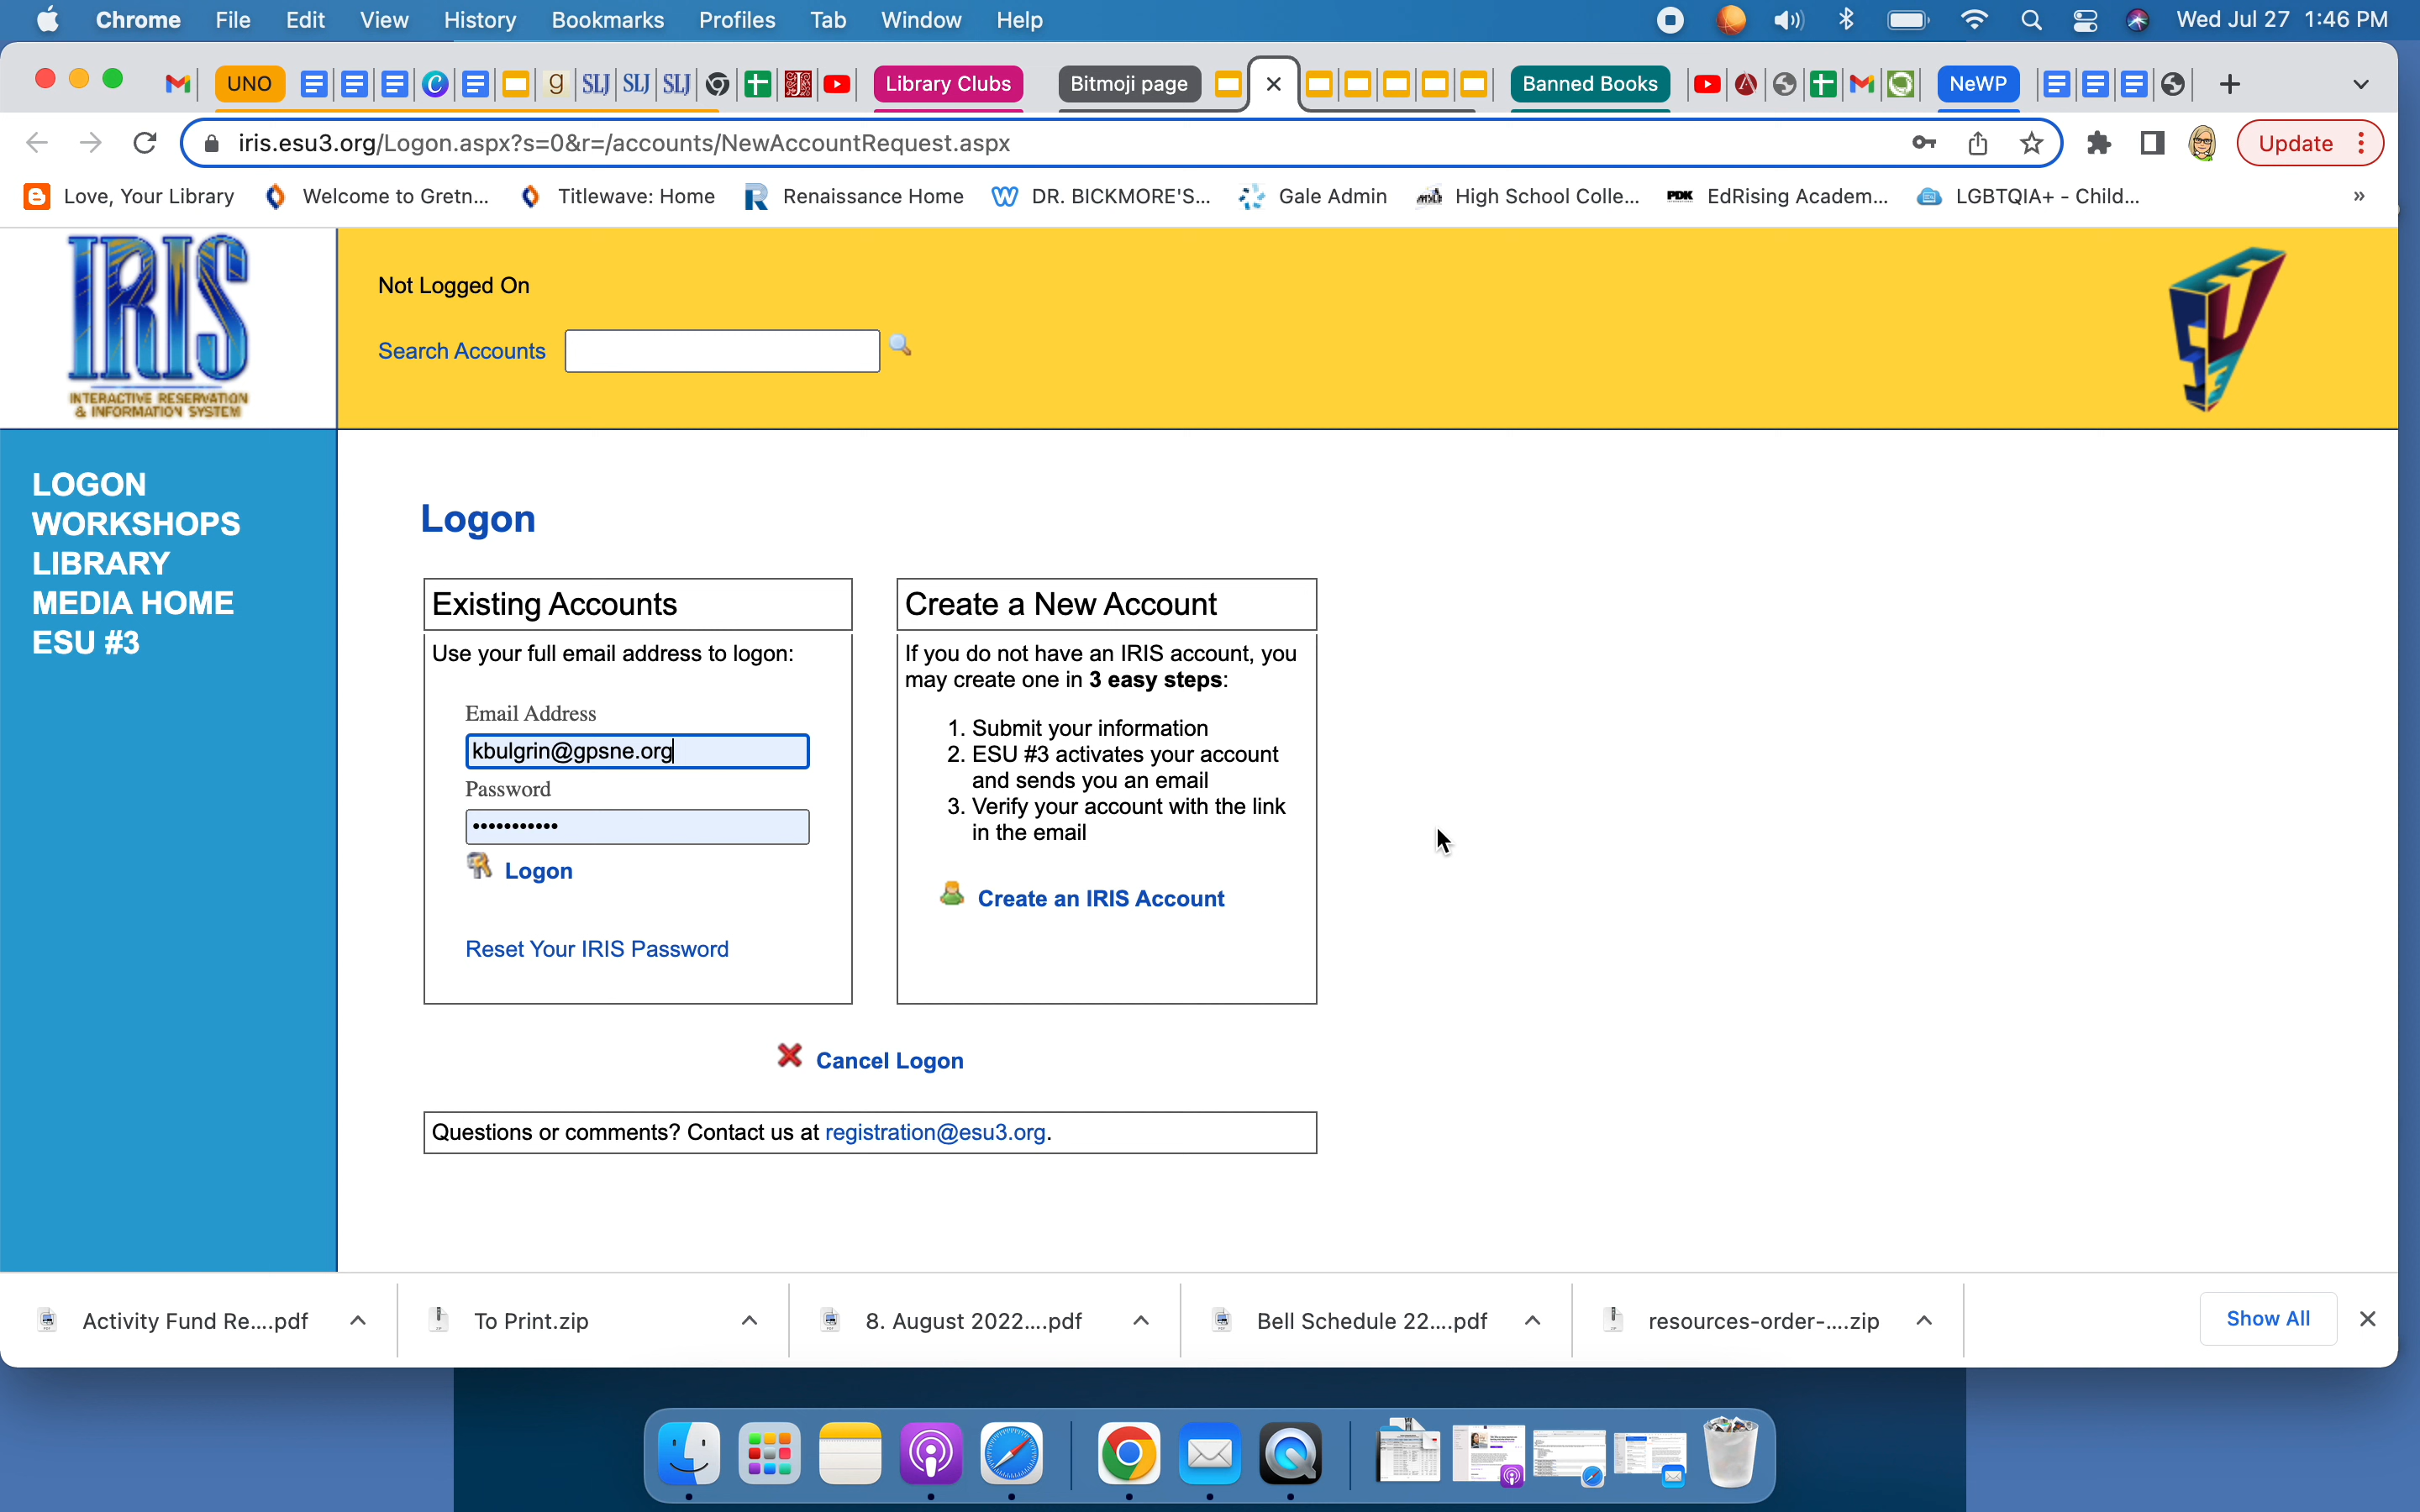 Chrome File Edit View History Bookmarks Profiles Tab Window Help Wed Jul 27 1:46 PM
UNO g SLJ SLJ SLJ Library Clubs Bitmoji page Banned Books NeWP
iris.esu3.org/Logon.aspx?s=0&r=/accounts/NewAccountRequest.aspx Update
Love, Your Library Welcome to Gretn... Titlewave: Home Renaissance Home DR. BICKMORE'S... Gale Admin High School Colle... PDK EdRising Academ... LGBTQIA+ - Child... »
IRIS
INTERACTIVE RESERVATION
& INFORMATION SYSTEM
Not Logged On
Search Accounts
LOGON
WORKSHOPS
LIBRARY
MEDIA HOME
ESU #3
Logon
Existing Accounts
Use your full email address to logon:
Email Address
kbulgrin@gpsne.org
Password
•••••••••••
Logon
Reset Your IRIS Password
Create a New Account
If you do not have an IRIS account, you
may create one in 3 easy steps:
1. Submit your information
2. ESU #3 activates your account
and sends you an email
3. Verify your account with the link
in the email
Create an IRIS Account
Cancel Logon
Questions or comments? Contact us at registration@esu3.org.
Activity Fund Re....pdf To Print.zip 8. August 2022....pdf Bell Schedule 22....pdf resources-order-....zip Show All